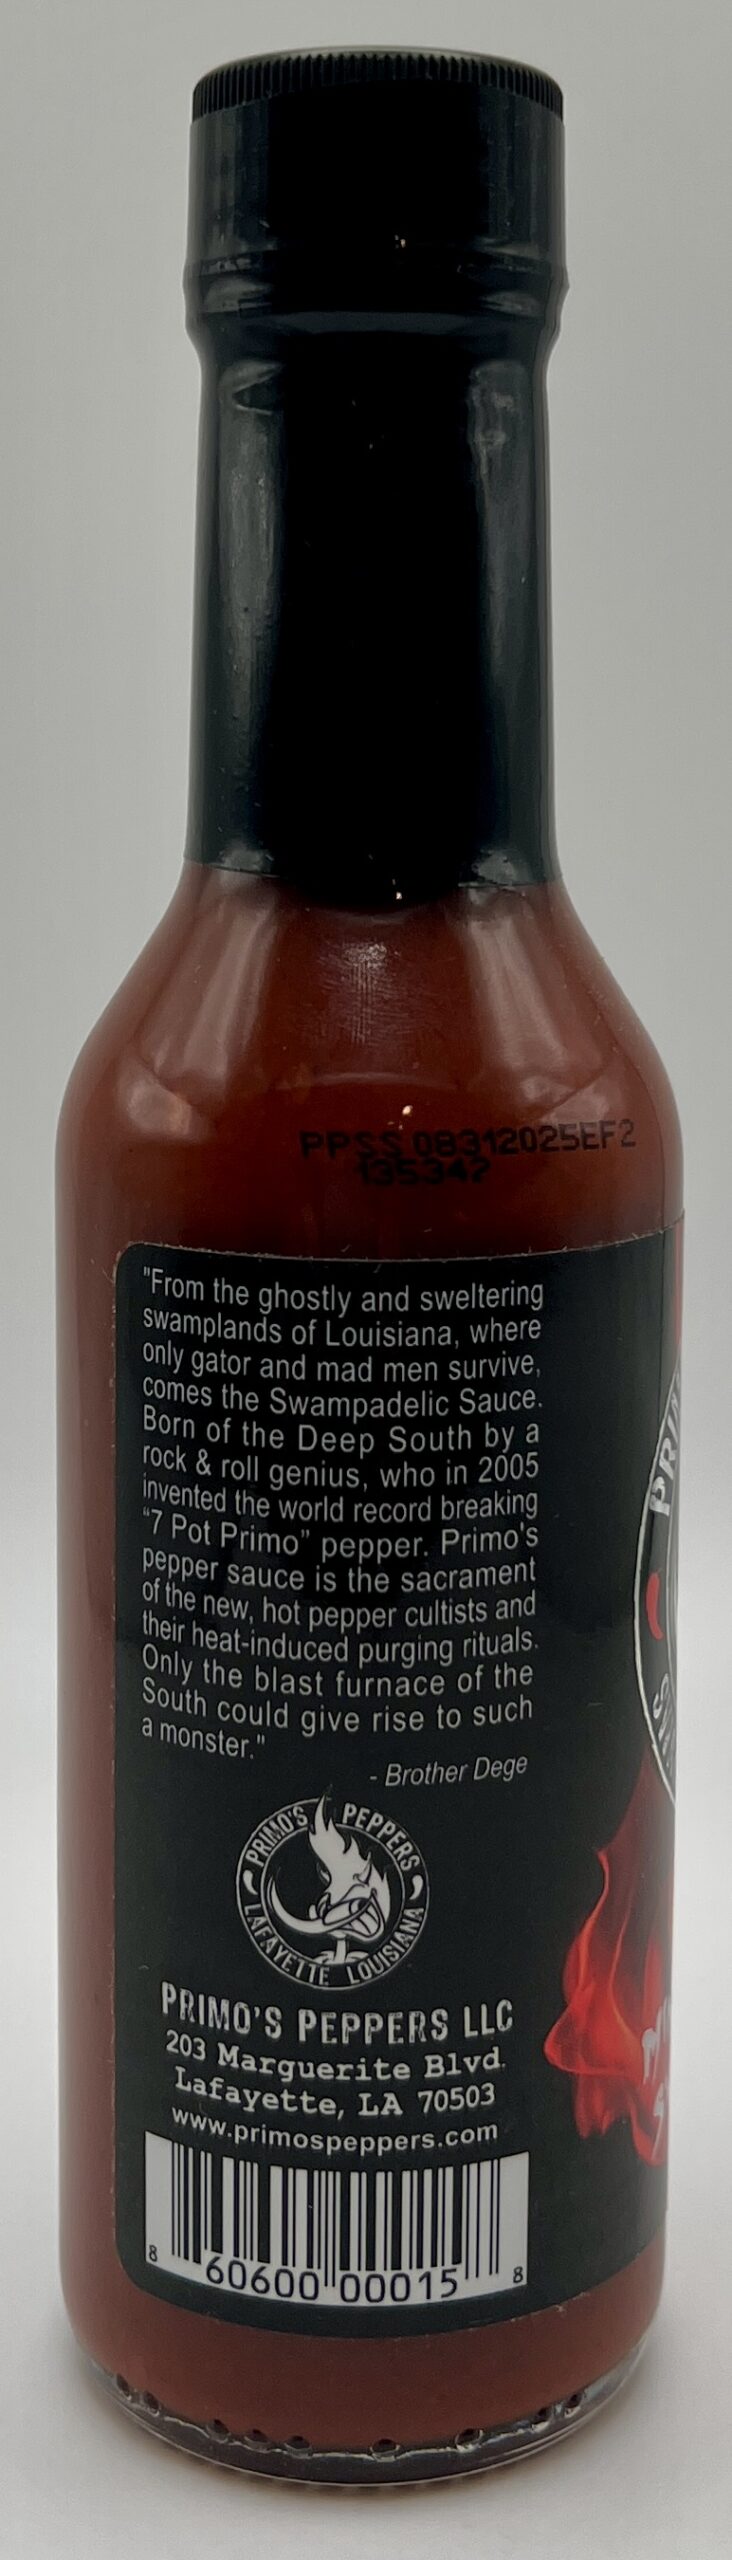 PPSS 08312025EF2
135347
"From the ghostly and sweltering
swamplands of Louisiana, where
only gator and mad men survive,
comes the Swampadelic Sauce.
Born of the Deep South by a
rock & roll genius, who in 2005
invented the world record breaking
“7 Pot Primo” pepper. Primo's
pepper sauce is the sacrament
of the new, hot pepper cultists and
their heat-induced purging rituals.
Only the blast furnace of the
South could give rise to such
a monster."
- Brother Dege
PRIMO'S PEPPERS
LAFAYETTE LOUISIANA
PRIMO'S PEPPERS LLC
203 Marguerite Blvd.
Lafayette, LA 70503
www.primospeppers.com
8 60600 00015 8